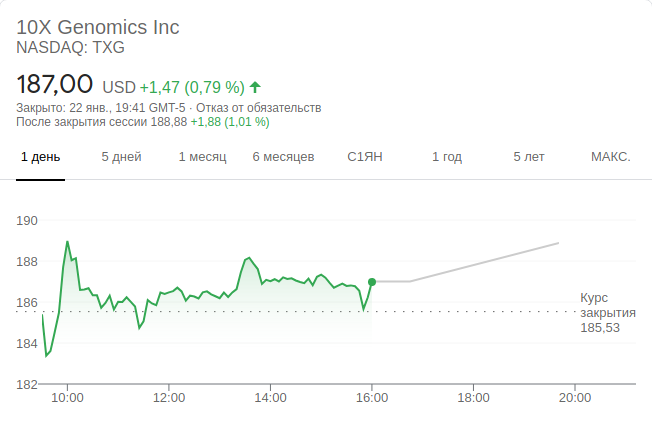 10X Genomics Inc
NASDAQ: TXG
187,00 USD +1,47 (0,79 %)
Закрыто: 22 янв., 19:41 GMT-5 · Отказ от обязательств
После закрытия сессии 188,88 +1,88 (1,01 %)
1 день 5 дней 1 месяц 6 месяцев С1ЯН 1 год 5 лет МАКС.
190
188
186
184
182
Курс
закрытия
185,53
10:00 12:00 14:00 16:00 18:00 20:00